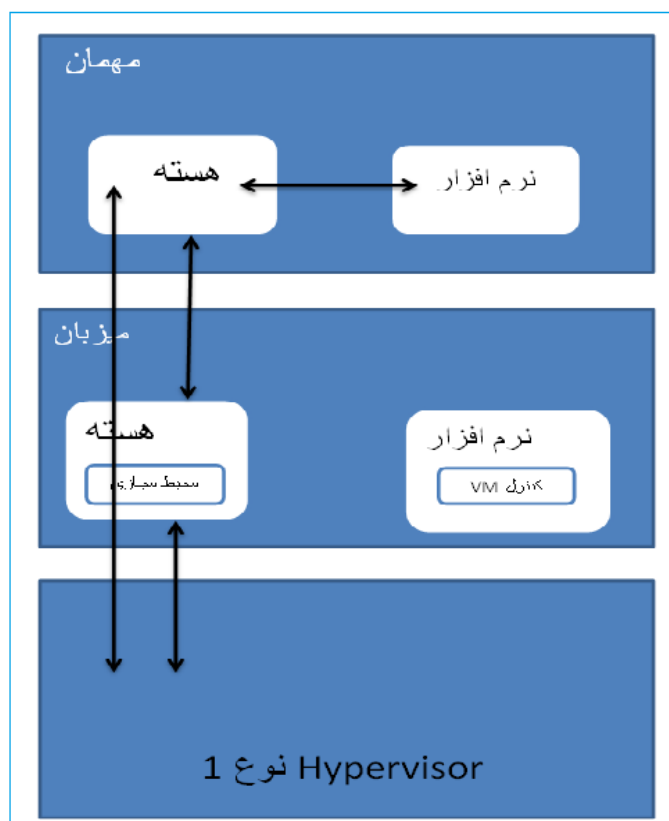 مهمان
هسته
نرم افزار
میزبان
هسته
نرم افزار
محیط مجازی
کنترل VM
Hypervisor نوع 1